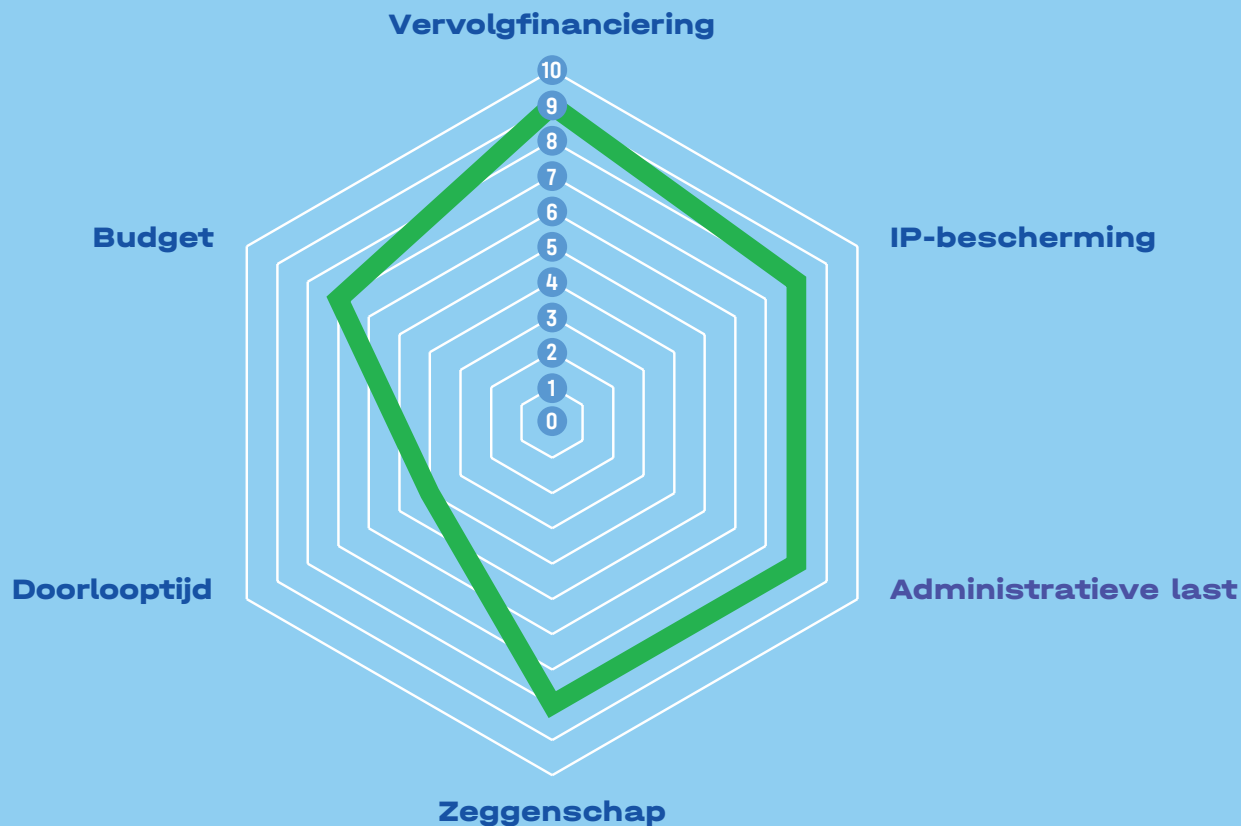 Vervolgfinanciering
10
9
8
7
6
5
4
3
2
1
0
Budget
IP-bescherming
Doorlooptijd
Administratieve last
Zeggenschap